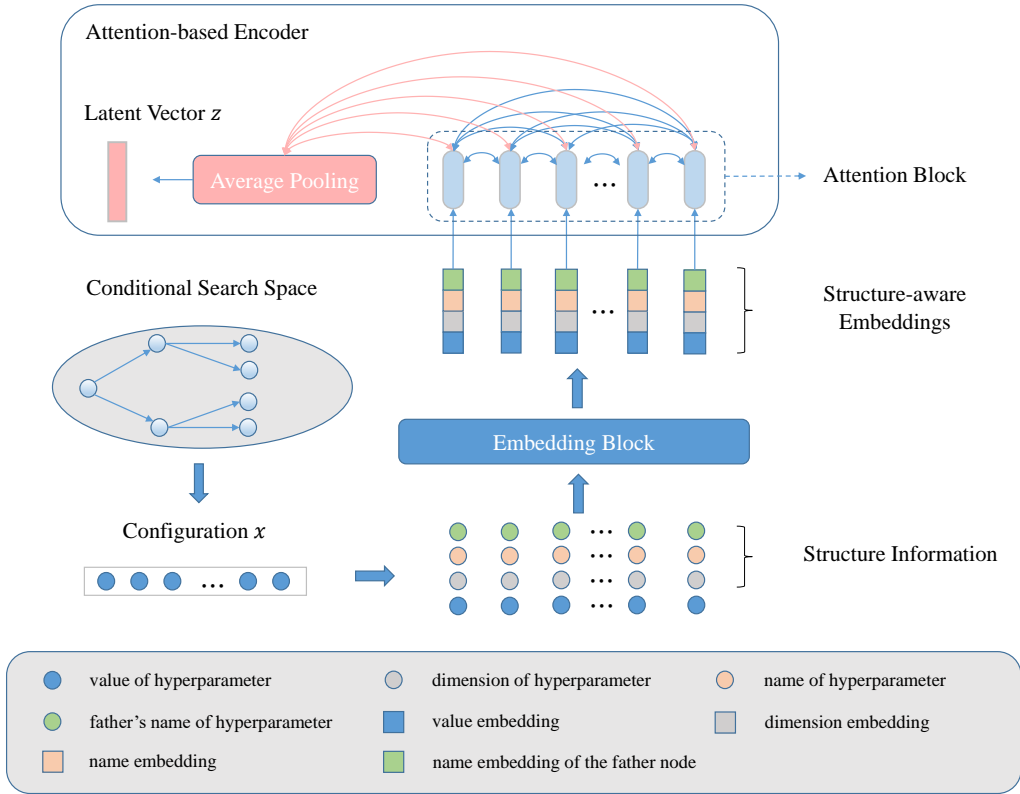 Attention-based Encoder
Latent Vector z
Average Pooling
...
Attention Block
Conditional Search Space
...
Structure-aware
Embeddings
Embedding Block
Configuration x
...
...
...
...
...
Structure Information
value of hyperparameter
dimension of hyperparameter
name of hyperparameter
father's name of hyperparameter
value embedding
dimension embedding
name embedding
name embedding of the father node